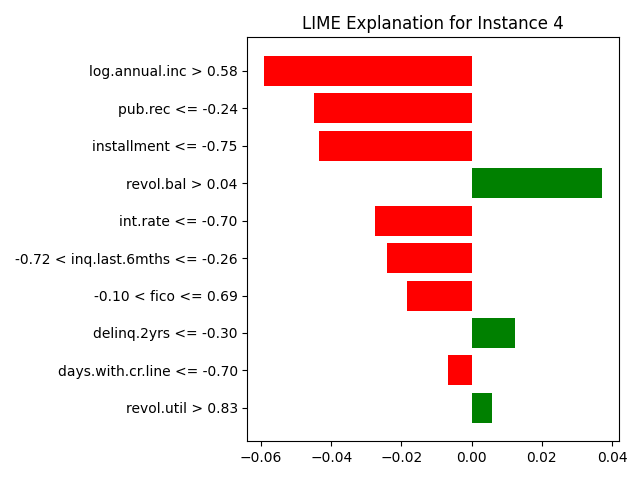 LIME Explanation for Instance 4
log.annual.inc > 0.58
pub.rec <= -0.24
installment <= -0.75
revol.bal > 0.04
int.rate <= -0.70
-0.72 < inq.last.6mths <= -0.26
-0.10 < fico <= 0.69
delinq.2yrs <= -0.30
days.with.cr.line <= -0.70
revol.util > 0.83
−0.06 −0.04 −0.02 0.00 0.02 0.04